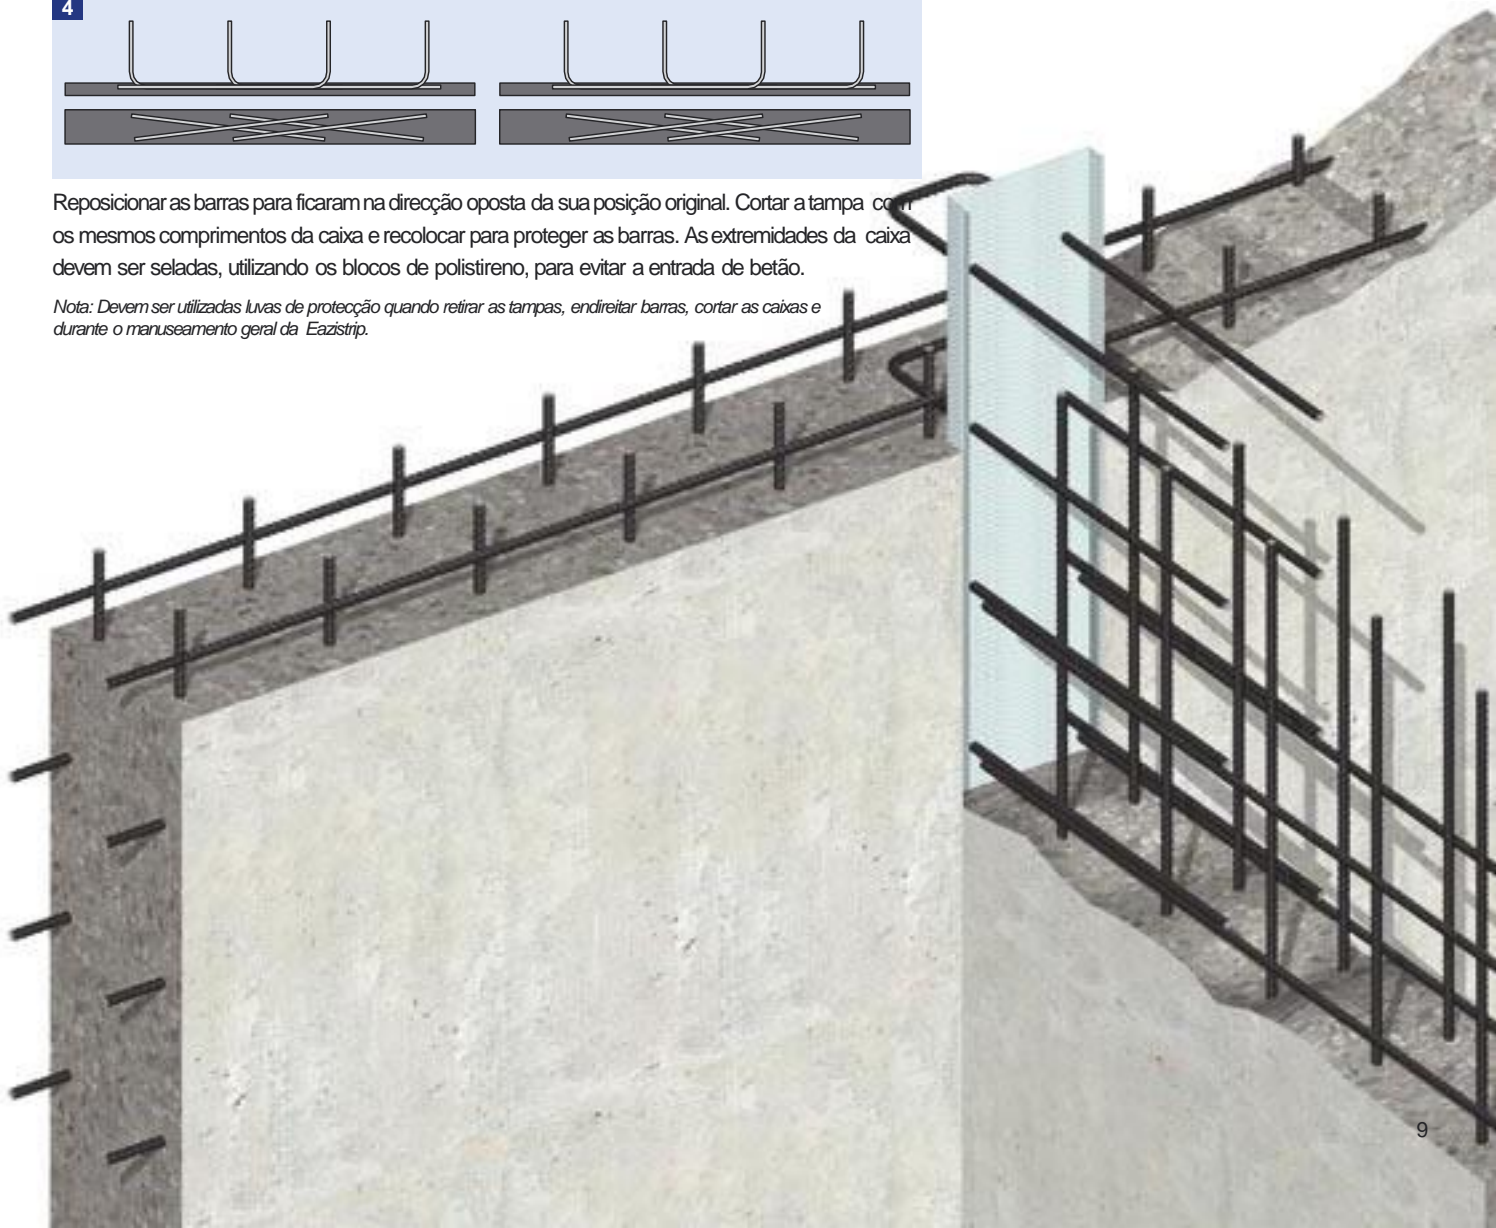 4
Reposicionar as barras para ficaram na direcção oposta da sua posição original. Cortar a tampa com
os mesmos comprimentos da caixa e recolocar para proteger as barras. As extremidades da caixa
devem ser seladas, utilizando os blocos de polistireno, para evitar a entrada de betão.
Nota: Devem ser utilizadas luvas de protecção quando retirar as tampas, endireitar barras, cortar as caixas e
durante o manuseamento geral da Eazistrip.
9